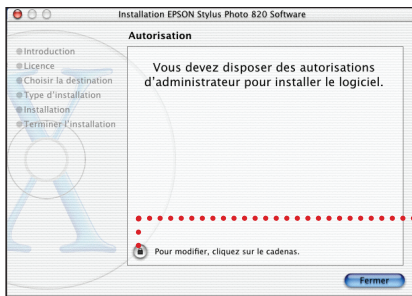 Installation EPSON Stylus Photo 820 Software
Autorisation
Introduction
Licence
Choisir la destination
Type d'installation
Installation
Terminer l'installation
Vous devez disposer des autorisations
d'administrateur pour installer le logiciel.
Pour modifier, cliquez sur le cadenas.
Fermer